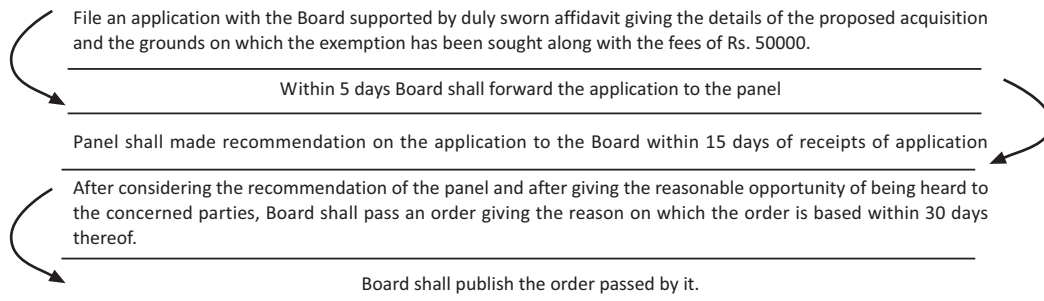 File an application with the Board supported by duly sworn affidavit giving the details of the proposed acquisition
and the grounds on which the exemption has been sought along with the fees of Rs. 50000.
Within 5 days Board shall forward the application to the panel
Panel shall made recommendation on the application to the Board within 15 days of receipts of application
After considering the recommendation of the panel and after giving the reasonable opportunity of being heard to
the concerned parties, Board shall pass an order giving the reason on which the order is based within 30 days
thereof.
Board shall publish the order passed by it.